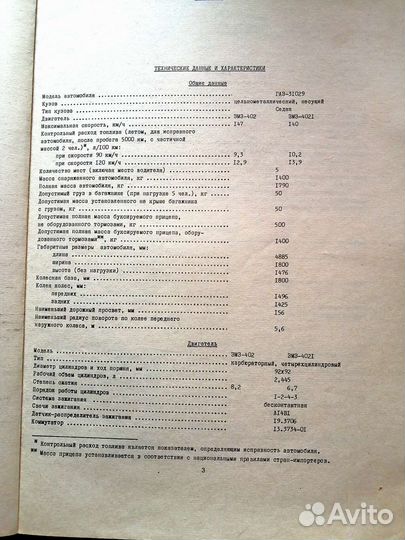 ТЕХНИЧЕСКИЕ ДАННЫЕ И ХАРАКТЕРИСТИКИ
Общие данные
Модель автомобиля ............ ГАЗ-31029
Кузов ............ цельнометаллический, несущий
Тип кузова ............ Седан
Двигатель ............ ЗМЗ-402 ЗМЗ-4021
Максимальная скорость, км/ч ............ 147 140
Контрольный расход топлива (летом, для исправного
автомобиля, после пробега 5000 км, с частичной
массой 2 чел.)ж, л/100 км:
при скорости 90 км/ч ............ 9,3 10,2
при скорости 120 км/ч ............ 12,9 13,9
Количество мест (включая место водителя) ............ 5
Масса снаряженного автомобиля, кг ............ 1400
Полная масса автомобиля, кг ............ 1790
Допустимый груз в багажнике (при нагрузке 5 чел.), кг ............ 50
Допустимая масса установленного на крыше багажника
с грузом, кг ............ 50
Допустимая полная масса буксируемого прицепа,
не оборудованного тормозами, кг ............ 500
Допустимая полная масса буксируемого прицепа, обору-
дованного тормозамижж, кг ............ 1400
Габаритные размеры автомобиля, мм:
длина ............ 4885
ширина ............ 1800
высота (без нагрузки) ............ 1476
Колесная база, мм ............ 1800
Колея колес, мм:
передних ............ 1496
задних ............ 1425
Наименьший дорожный просвет, мм ............ 156
Наименьший радиус поворота по колее переднего
наружного колеса, м ............ 5,6
Двигатель
Модель ............ ЗМЗ-402 ЗМЗ-4021
Тип ............ карбюраторный, четырехцилиндровый
Диаметр цилиндров и ход поршня, мм ............ 92х92
Рабочий объем цилиндров, л ............ 2,445
Степень сжатия ............ 8,2 6,7
Порядок работы цилиндров ............ 1-2-4-3
Система зажигания ............ бесконтактная
Свечи зажигания ............ А14В1
Датчик-распределитель зажигания ............ 19.3706
Коммутатор ............ 13.3734-01
ж Контрольный расход топлива является показателем, определяющим исправность автомобиля.
жж Масса прицепа устанавливается в соответствии с национальными правилами стран-импортеров.
3
Avito